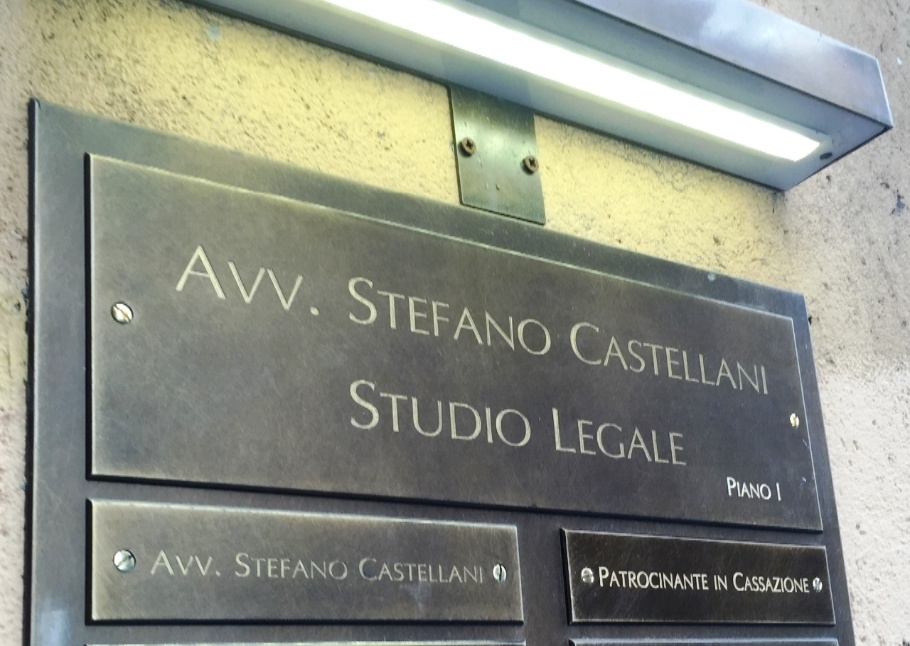 AVV. STEFANO CASTELLANI
STUDIO LEGALE
PIANO I
AVV. STEFANO CASTELLANI
PATROCINANTE IN CASSAZIONE